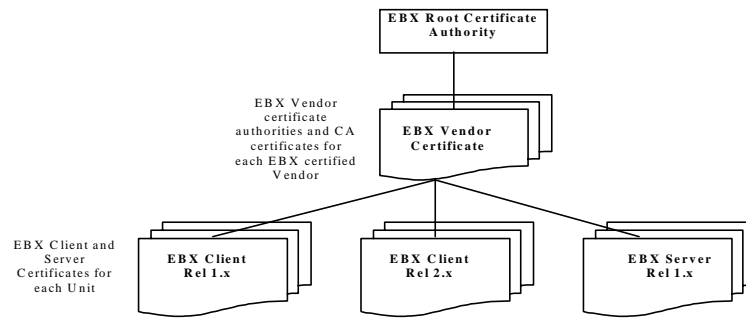 EBX Root Certificate
Authority
EBX Vendor
certificate
authorities and CA
certificates for
each EBX certified
Vendor
EBX Vendor
Certificate
EBX Client and
Server
Certificates for
each Unit
EBX Client
Rel 1.x
EBX Client
Rel 2.x
EBX Server
Rel 1.x